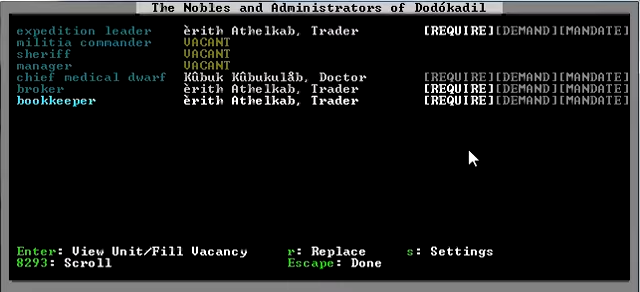 The Nobles and Administrators of Dodókadil
expedition leader èrith Athelkab, Trader [REQUIRE][DEMAND][MANDATE]
militia commander VACANT
sheriff VACANT
manager VACANT
chief medical dwarf Kûbuk Kûbukulåb, Doctor [REQUIRE][DEMAND][MANDATE]
broker èrith Athelkab, Trader [REQUIRE][DEMAND][MANDATE]
bookkeeper èrith Athelkab, Trader [REQUIRE][DEMAND][MANDATE]
Enter: View Unit/Fill Vacancy r: Replace s: Settings
8293: Scroll Escape: Done